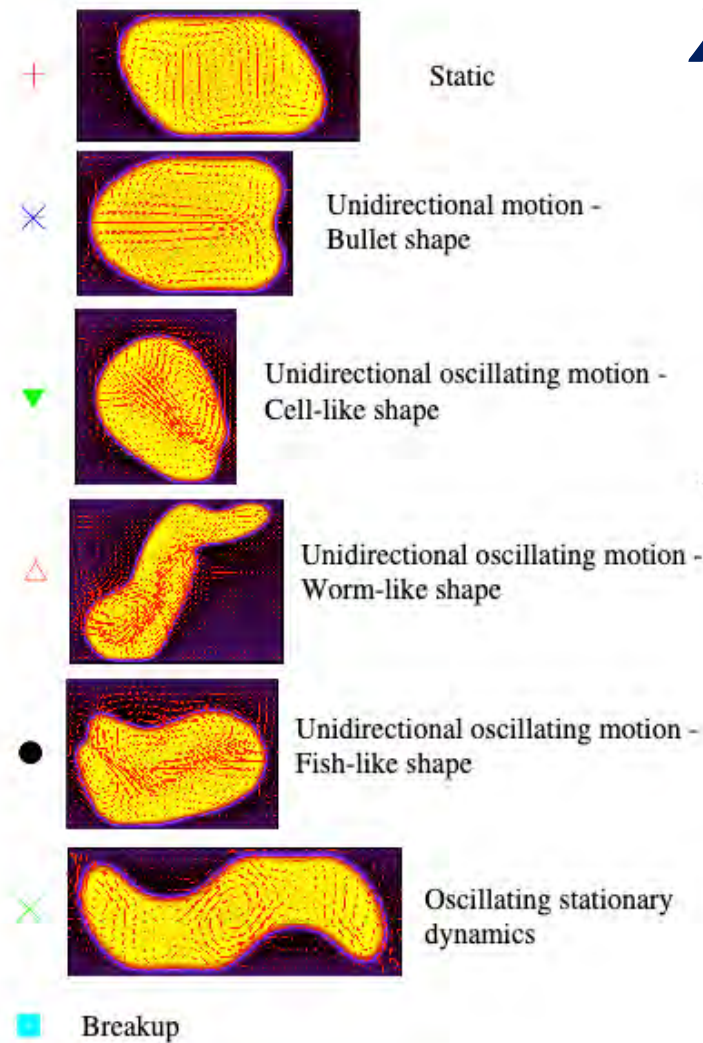 Static
Unidirectional motion -
Bullet shape
Unidirectional oscillating motion -
Cell-like shape
Unidirectional oscillating motion -
Worm-like shape
Unidirectional oscillating motion -
Fish-like shape
Oscillating stationary
dynamics
Breakup